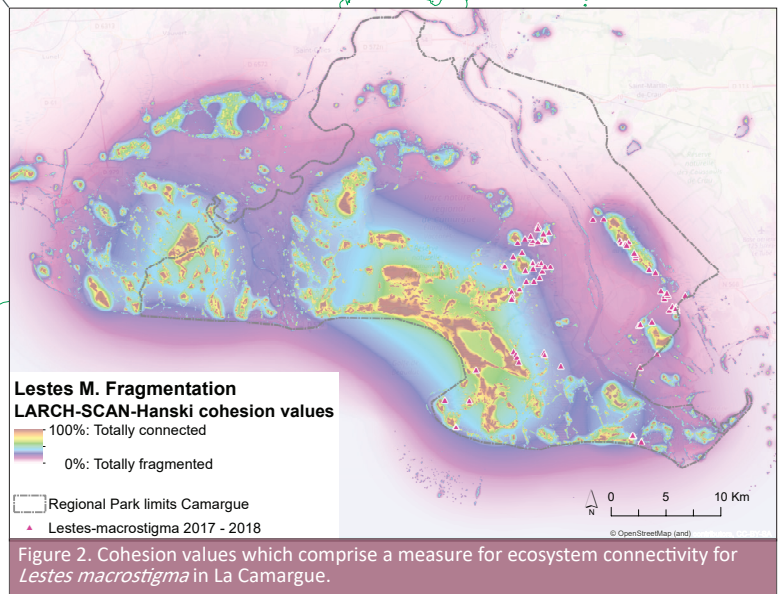 Lestes M. Fragmentation
LARCH-SCAN-Hanski cohesion values
100%: Totally connected
0%: Totally fragmented
Regional Park limits Camargue
Lestes-macrostigma 2017 - 2018
N
0 5 10 Km
© OpenStreetMap (and)
Figure 2. Cohesion values which comprise a measure for ecosystem connectivity for
Lestes macrostigma in La Camargue.